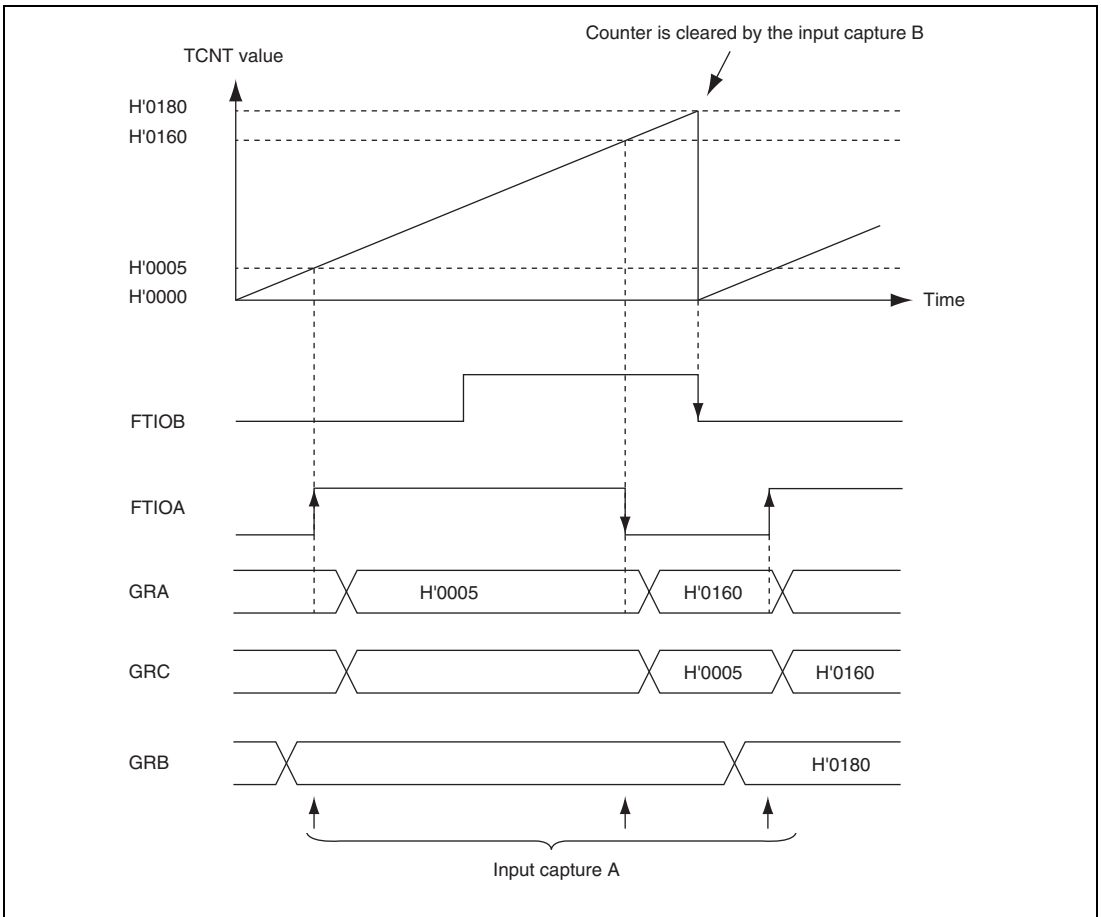 Counter is cleared by the input capture B
TCNT value
H'0180
H'0160
H'0005
H'0000
Time
FTIOB
FTIOA
GRA
H'0005
H'0160
GRC
H'0005
H'0160
GRB
H'0180
Input capture A